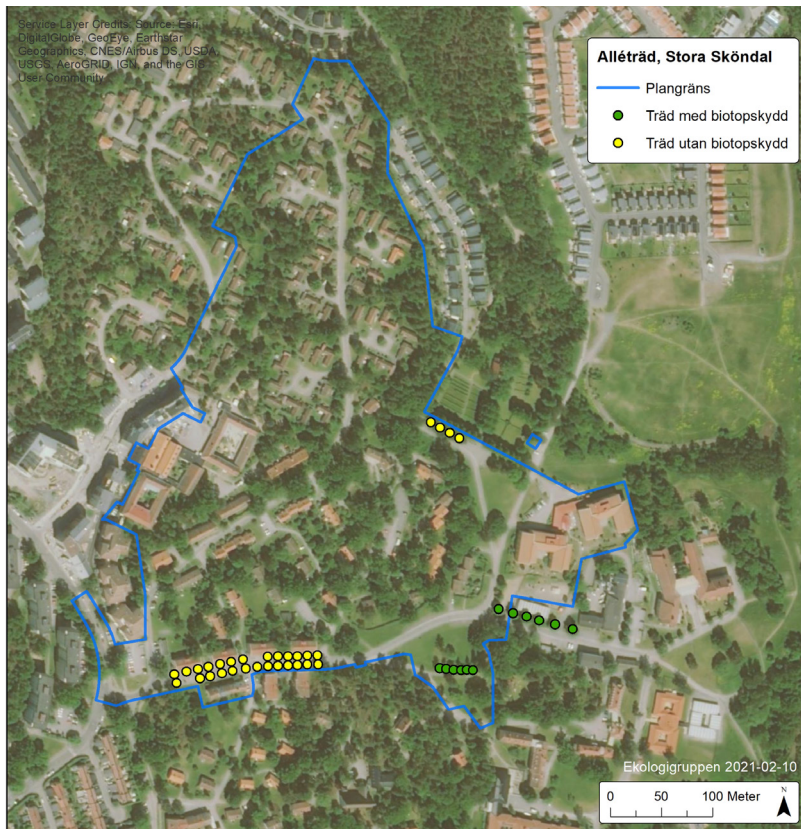 Service Layer Credits: Source: Esri,
DigitalGlobe, GeoEye, Earthstar
Geographics, CNES/Airbus DS, USDA,
USGS, AeroGRID, IGN, and the GIS
User Community
Alléträd, Stora Sköndal
Plangräns
Träd med biotopskydd
Träd utan biotopskydd
Ekologigruppen 2021-02-10
0 50 100 Meter
N